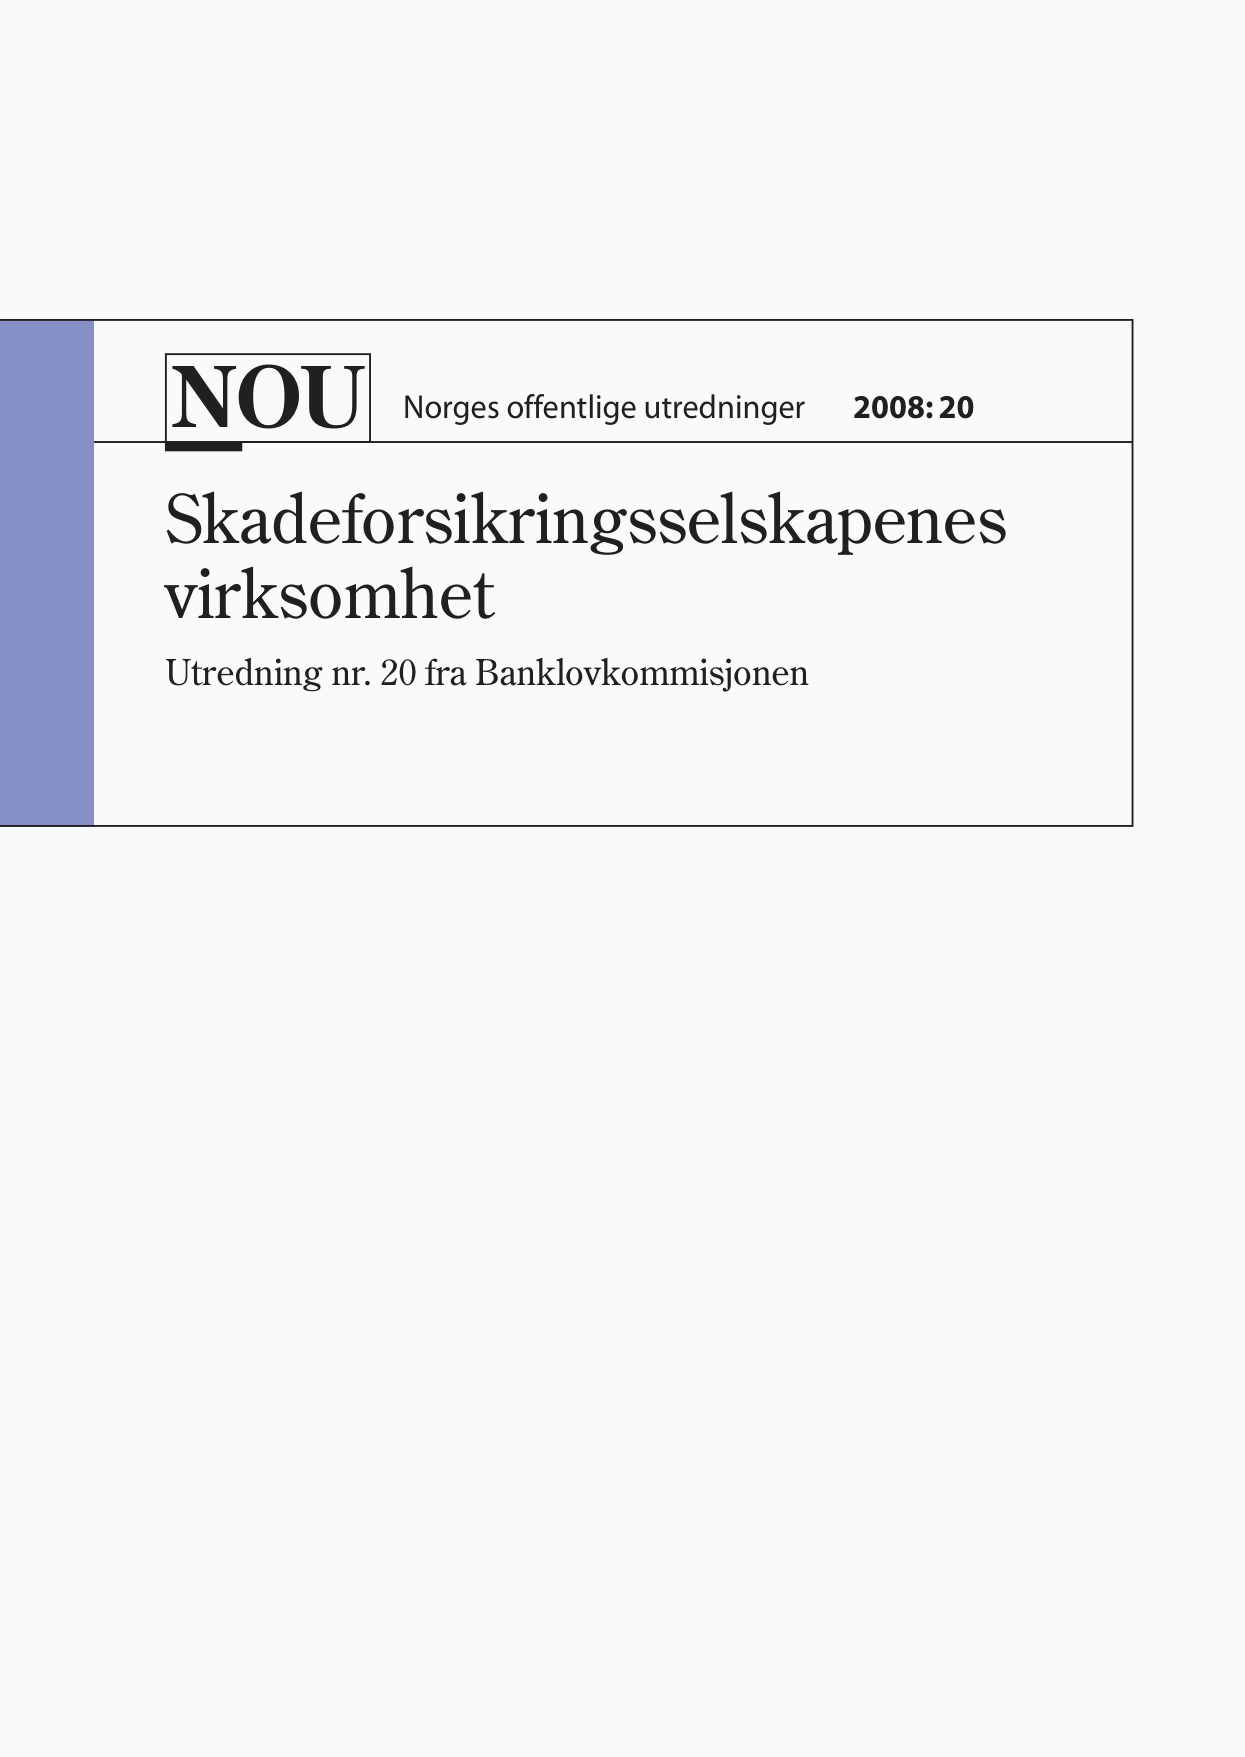 NOU Norges offentlige utredninger 2008: 20
Skadeforsikringsselskapenes
virksomhet
Utredning nr. 20 fra Banklovkommisjonen